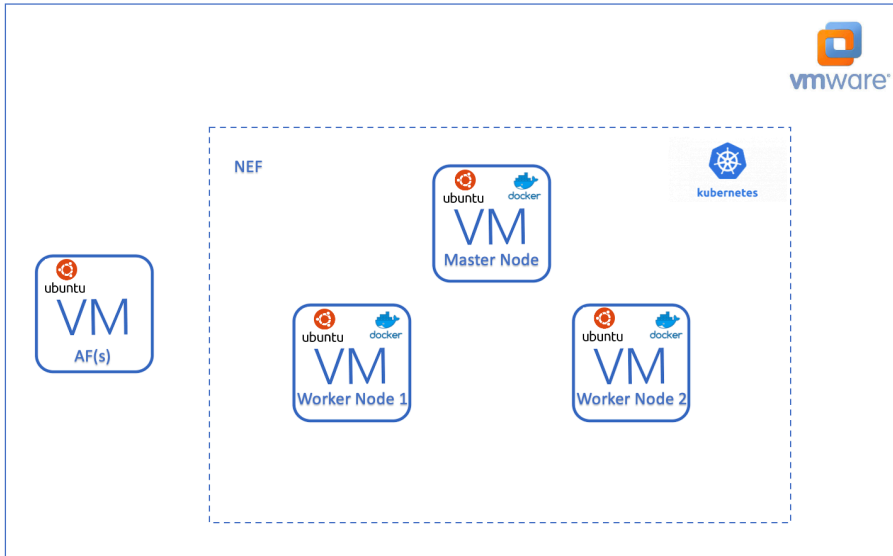 vmware®
NEF
kubernetes
ubuntu
docker
VM
Master Node
ubuntu
VM
AF(s)
ubuntu
docker
VM
Worker Node 1
ubuntu
docker
VM
Worker Node 2